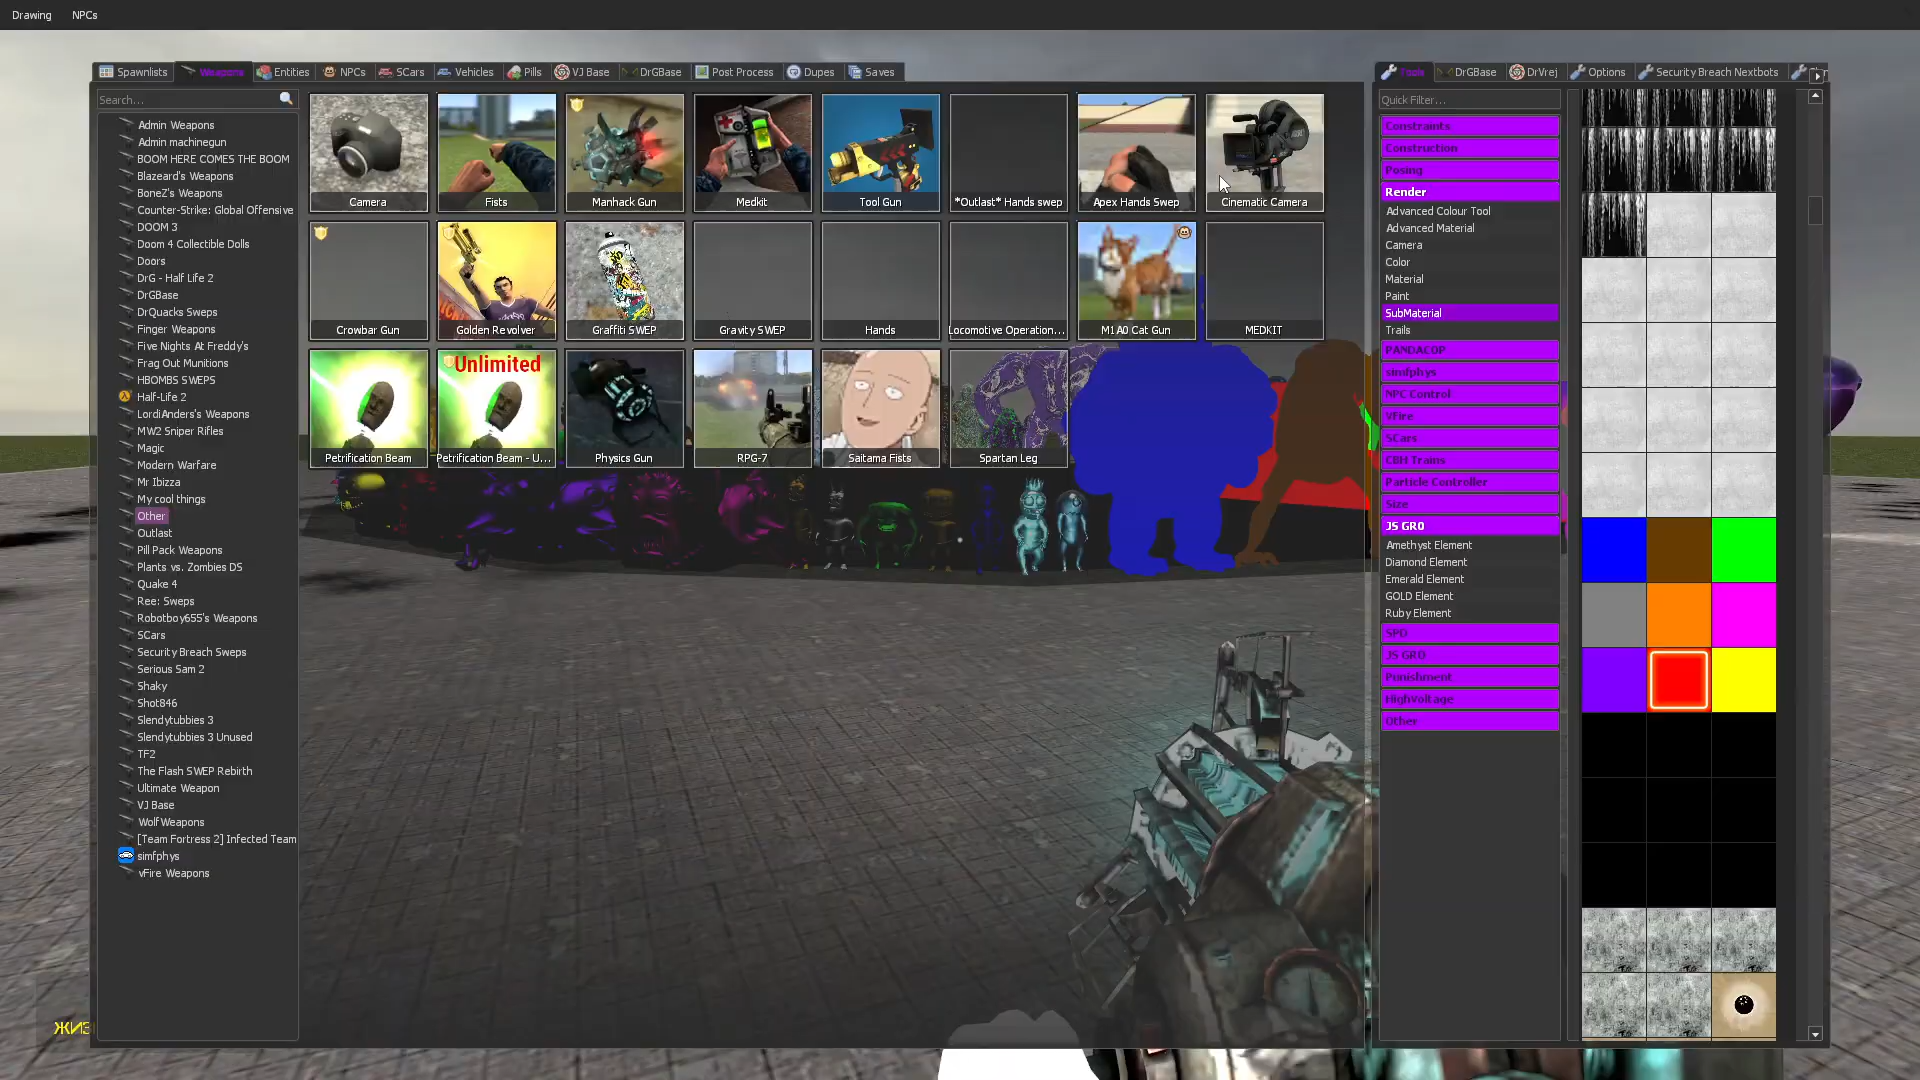 Drawing NPCs
Spawnlists Weapons Entities NPCs SCars Vehicles Pills VJ Base DrGBase Post Process Dupes Saves
Search...
Admin Weapons
Admin machinegun
BOOM HERE COMES THE BOOM
Blazeard's Weapons
BoneZ's Weapons
Counter-Strike: Global Offensive
DOOM 3
Doom 4 Collectible Dolls
Doors
DrG - Half Life 2
DrGBase
DrQuacks Sweps
Finger Weapons
Five Nights At Freddy's
Frag Out Munitions
HBOMBS SWEPS
Half-Life 2
LordiAnders's Weapons
MW2 Sniper Rifles
Magic
Modern Warfare
Mr Ibizza
My cool things
Other
Outlast
Pill Pack Weapons
Plants vs. Zombies DS
Quake 4
Ree: Sweps
Robotboy655's Weapons
SCars
Security Breach Sweps
Serious Sam 2
Shaky
Shot846
Slendytubbies 3
Slendytubbies 3 Unused
TF2
The Flash SWEP Rebirth
Ultimate Weapon
VJ Base
WolfWeapons
[Team Fortress 2] Infected Team
simfphys
vFire Weapons
ЖИЗ
Camera Fists Manhack Gun Medkit Tool Gun *Outlast* Hands swep Apex Hands Swep Cinematic Camera
Crowbar Gun Golden Revolver Graffiti SWEP Gravity SWEP Hands Locomotive Operation... M1A0 Cat Gun MEDKIT
Unlimited
Petrification Beam Petrification Beam - U... Physics Gun RPG-7 Saitama Fists Spartan Leg
Tools DrGBase DrVrej Options Security Breach Nextbots
Quick Filter...
Constraints
Construction
Posing
Render
Advanced Colour Tool
Advanced Material
Camera
Color
Material
Paint
SubMaterial
Trails
PANDACOP
simfphys
NPC Control
VFire
SCars
CBH Trains
Particle Controller
Size
JS GRO
Amethyst Element
Diamond Element
Emerald Element
GOLD Element
Ruby Element
SPD
JS GRO
Punishment
HighVoltage
Other